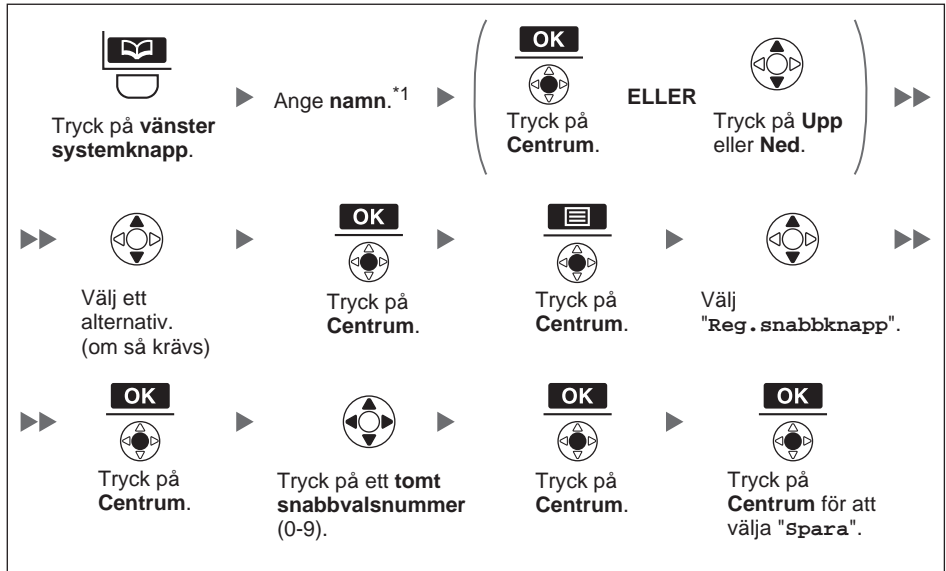 Tryck på vänster
systemknapp.
Ange namn.*1
OK
Tryck på
Centrum.
ELLER
Tryck på Upp
eller Ned.
Välj ett
alternativ.
(om så krävs)
OK
Tryck på
Centrum.
Tryck på
Centrum.
Välj
"Reg.snabbknapp".
OK
Tryck på
Centrum.
Tryck på ett tomt
snabbvalsnummer
(0-9).
OK
Tryck på
Centrum.
OK
Tryck på
Centrum för att
välja "Spara".